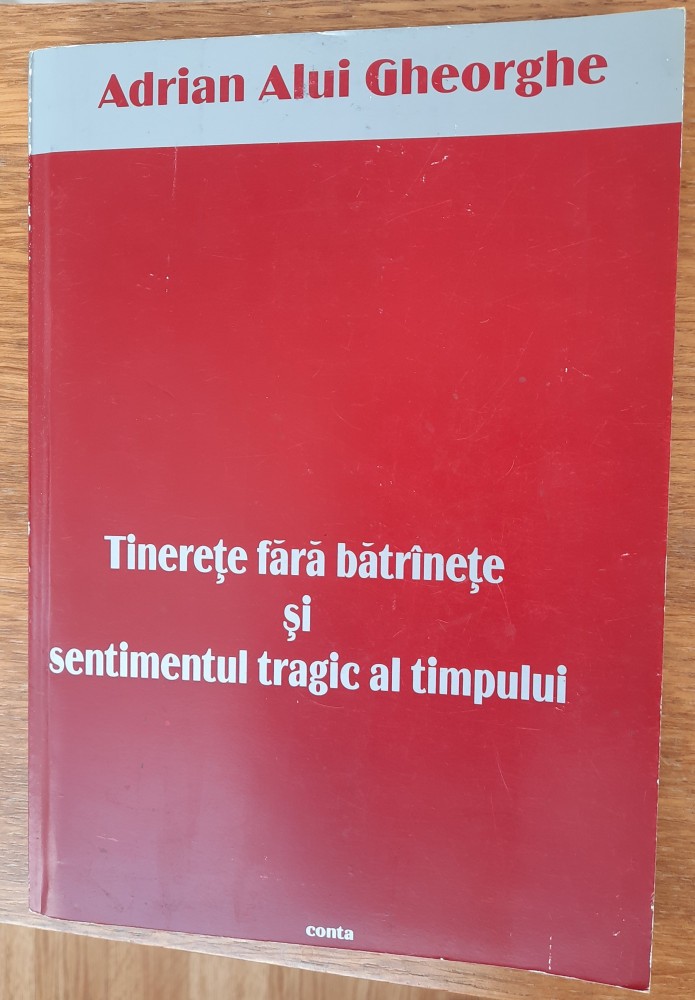 Adrian Alui Gheorghe
Tinereţe fără bătrîneţe
şi
sentimentul tragic al timpului
conta